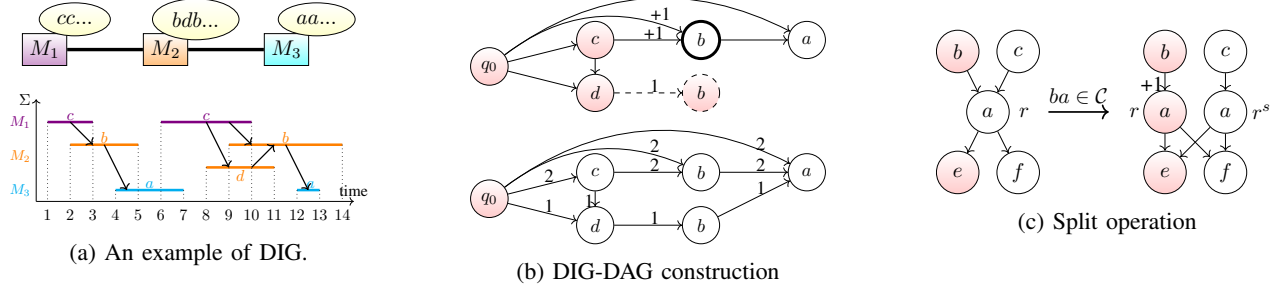 cc...
bdb...
aa...
M₁
M₂
M₃
Σ
M₁
M₂
M₃
c
b
a
c
b
d
a
time
1 2 3 4 5 6 7 8 9 10 11 12 13 14
(a) An example of DIG.
q₀
c
d
b
b
a
+1
+1
1
q₀
c
d
b
b
a
2
2
2
2
2
1
1
1
1
(b) DIG-DAG construction
b
c
a
r
e
f
ba ∈ 𝒞
b
c
+1
r
a
a
rˢ
e
f
(c) Split operation